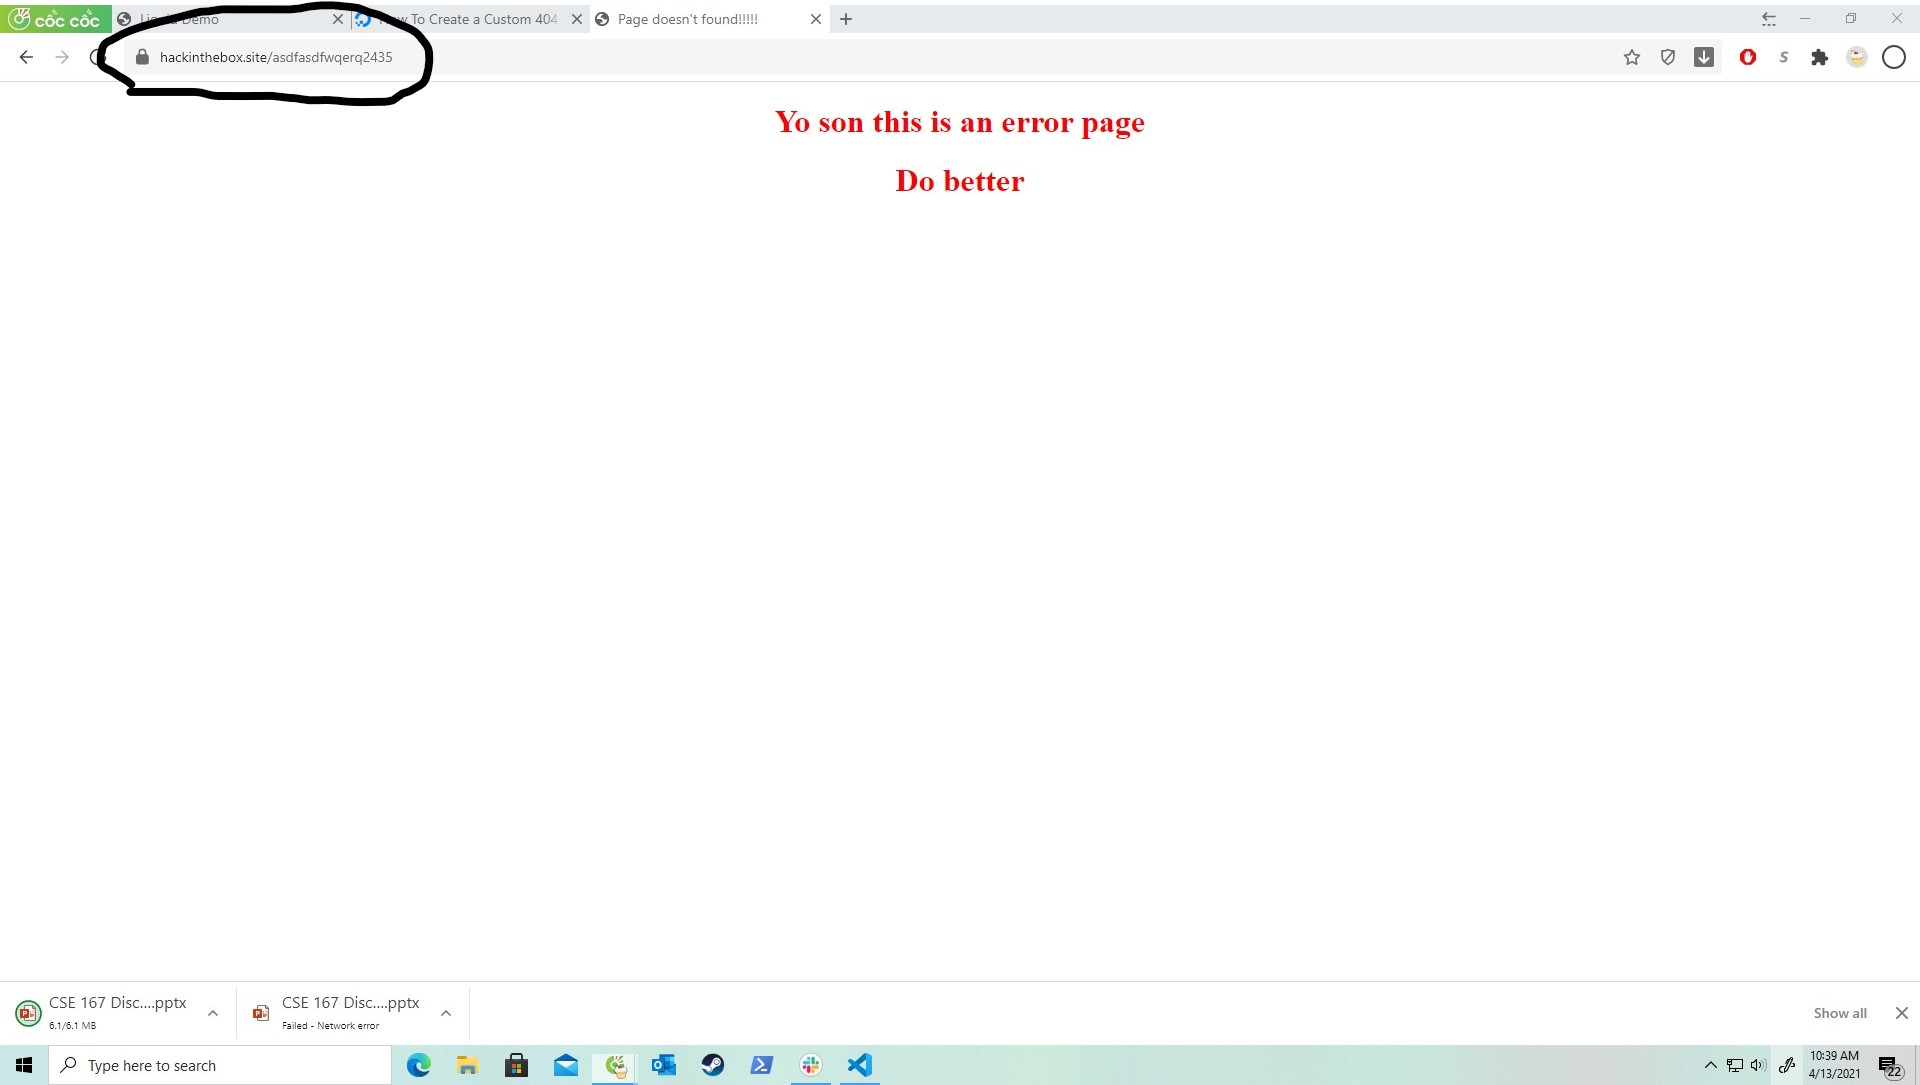 cốc cốc
Demo
To Create a Custom 404
Page doesn't found!!!!!
hackinthebox.site/asdfasdfwqerq2435
S
Yo son this is an error page
Do better
CSE 167 Disc....pptx
6.1/6.1 MB
CSE 167 Disc....pptx
Failed - Network error
Show all
Type here to search
10:39 AM
4/13/2021
22